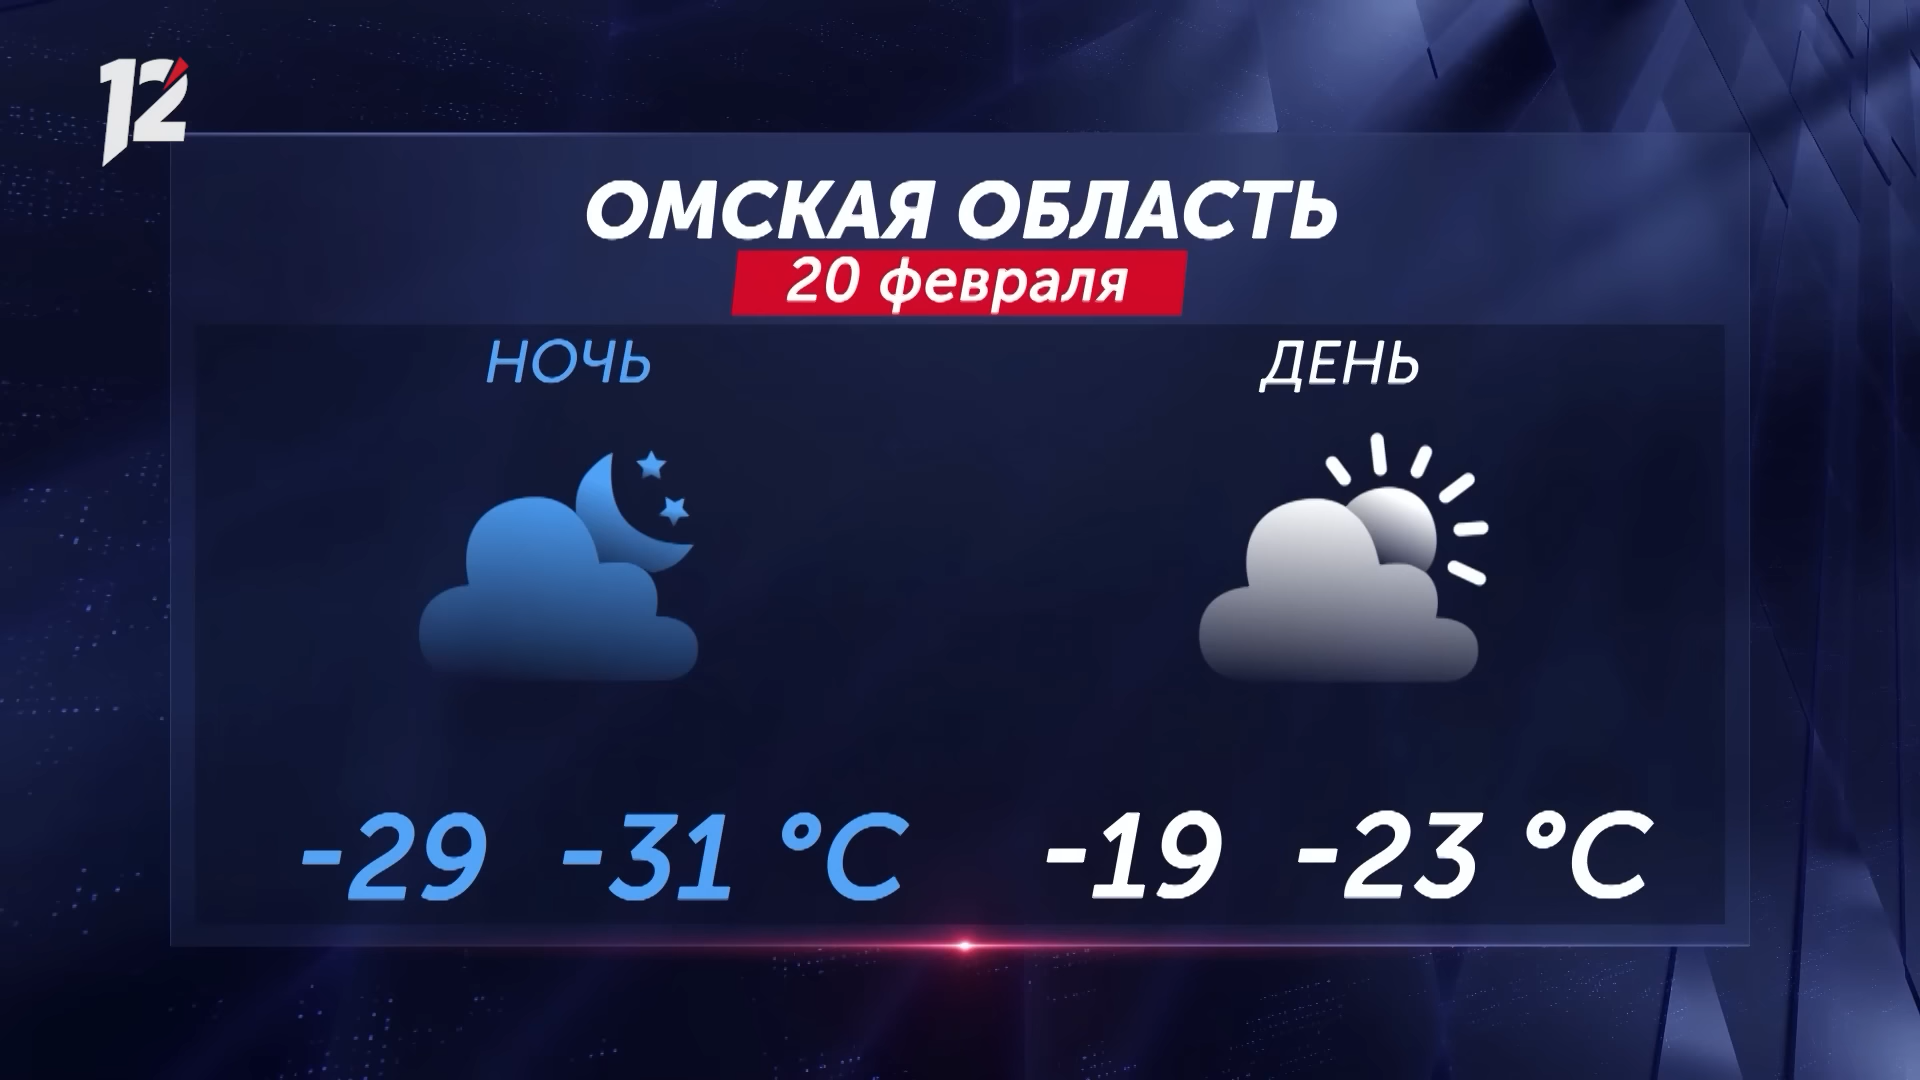 12
ОМСКАЯ ОБЛАСТЬ
20 февраля
НОЧЬ
ДЕНЬ
-29 -31 °C
-19 -23 °C